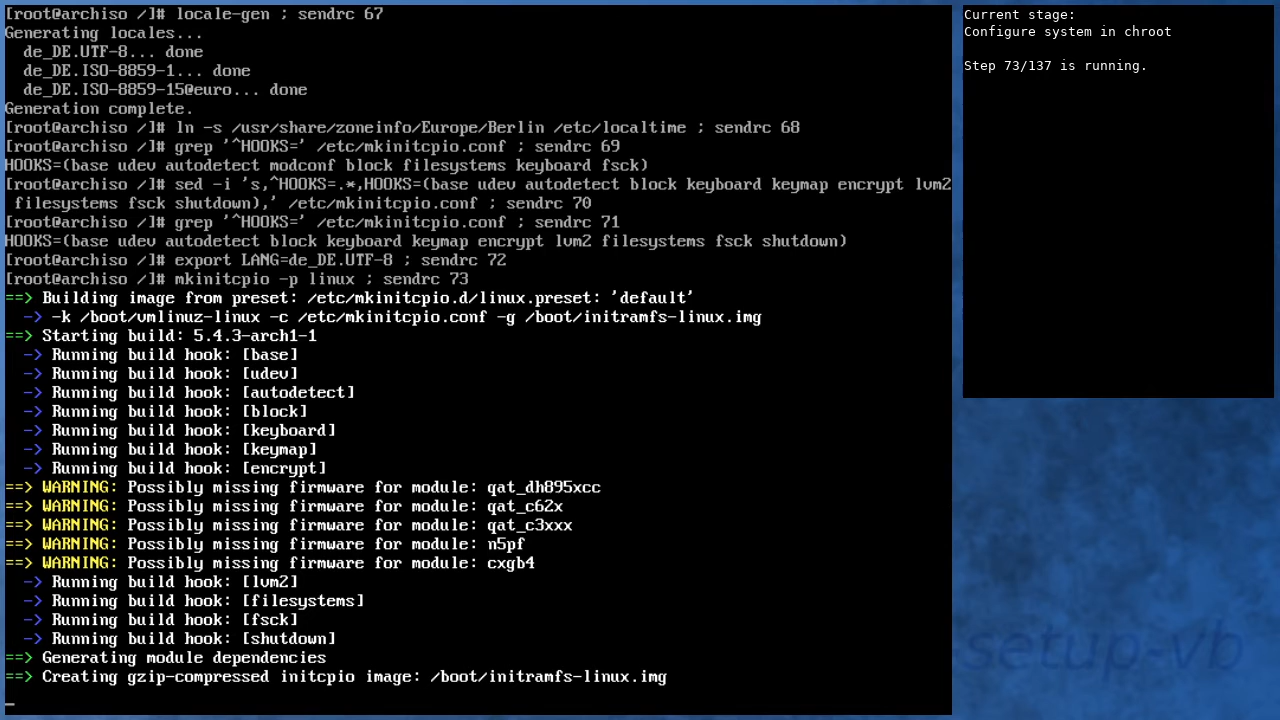 [root@archiso /]# locale-gen ; sendrc 67
Generating locales...
  de_DE.UTF-8... done
  de_DE.ISO-8859-1... done
  de_DE.ISO-8859-15@euro... done
Generation complete.
[root@archiso /]# ln -s /usr/share/zoneinfo/Europe/Berlin /etc/localtime ; sendrc 68
[root@archiso /]# grep '^HOOKS=' /etc/mkinitcpio.conf ; sendrc 69
HOOKS=(base udev autodetect modconf block filesystems keyboard fsck)
[root@archiso /]# sed -i 's,^HOOKS=.*,HOOKS=(base udev autodetect block keyboard keymap encrypt lvm2
 filesystems fsck shutdown),' /etc/mkinitcpio.conf ; sendrc 70
[root@archiso /]# grep '^HOOKS=' /etc/mkinitcpio.conf ; sendrc 71
HOOKS=(base udev autodetect block keyboard keymap encrypt lvm2 filesystems fsck shutdown)
[root@archiso /]# export LANG=de_DE.UTF-8 ; sendrc 72
[root@archiso /]# mkinitcpio -p linux ; sendrc 73
==> Building image from preset: /etc/mkinitcpio.d/linux.preset: 'default'
  -> -k /boot/vmlinuz-linux -c /etc/mkinitcpio.conf -g /boot/initramfs-linux.img
==> Starting build: 5.4.3-arch1-1
  -> Running build hook: [base]
  -> Running build hook: [udev]
  -> Running build hook: [autodetect]
  -> Running build hook: [block]
  -> Running build hook: [keyboard]
  -> Running build hook: [keymap]
  -> Running build hook: [encrypt]
==> WARNING: Possibly missing firmware for module: qat_dh895xcc
==> WARNING: Possibly missing firmware for module: qat_c62x
==> WARNING: Possibly missing firmware for module: qat_c3xxx
==> WARNING: Possibly missing firmware for module: n5pf
==> WARNING: Possibly missing firmware for module: cxgb4
  -> Running build hook: [lvm2]
  -> Running build hook: [filesystems]
  -> Running build hook: [fsck]
  -> Running build hook: [shutdown]
==> Generating module dependencies
==> Creating gzip-compressed initcpio image: /boot/initramfs-linux.img
Current stage:
Configure system in chroot
Step 73/137 is running.
setup-vb